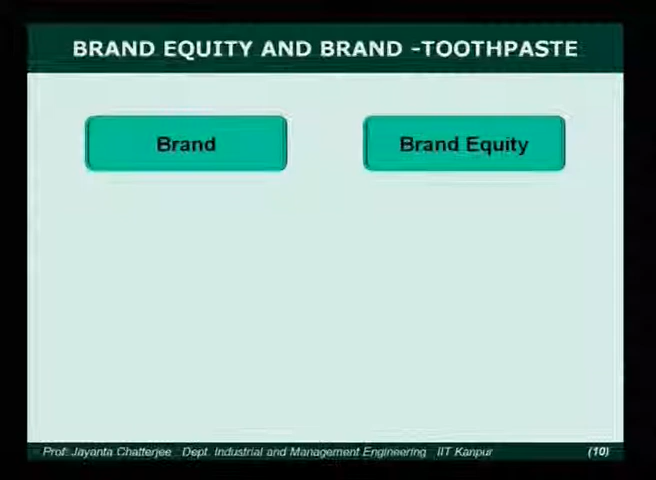 BRAND EQUITY AND BRAND -TOOTHPASTE
Brand
Brand Equity
Prof: Jayanta Chatterjee Dept. Industrial and Management Engineering IIT Kanpur (10)